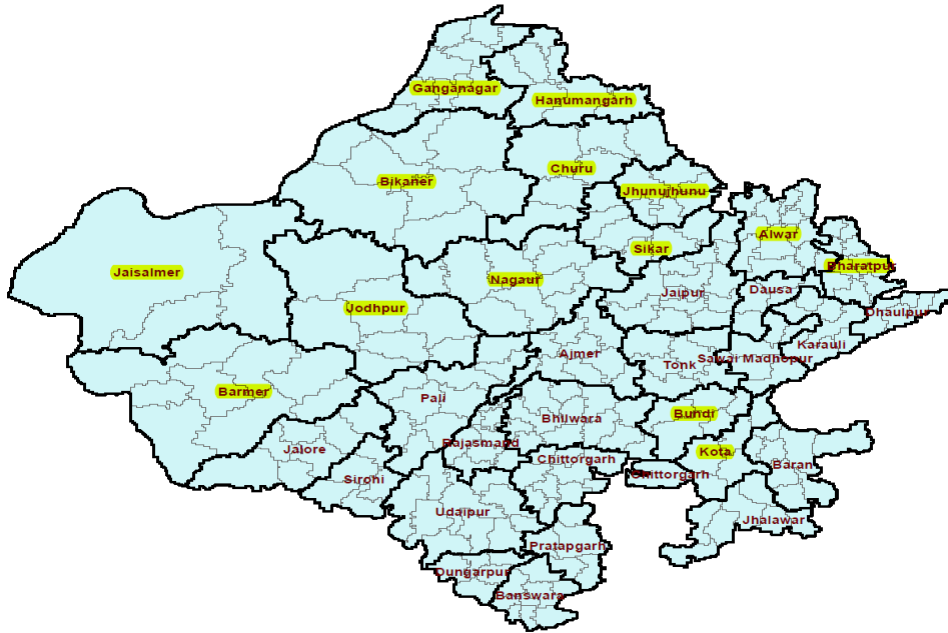 Ganganagar
Hanumangarh
Churu
Bikaner
Jhunujhunu
Alwar
Sikar
Bharatpur
Jaisalmer
Nagaur
Dausa
Jaipur
Jodhpur
Dhaulpur
Karauli
Ajmer
Sawai Madhopur
Tonk
Barmer
Pali
Bundi
Bhilwara
Rajasmand
Jalore
Kota
Chittorgarh
Baran
Chittorgarh
Sirohi
Udaipur
Jhalawar
Pratapgarh
Dungarpur
Banswara